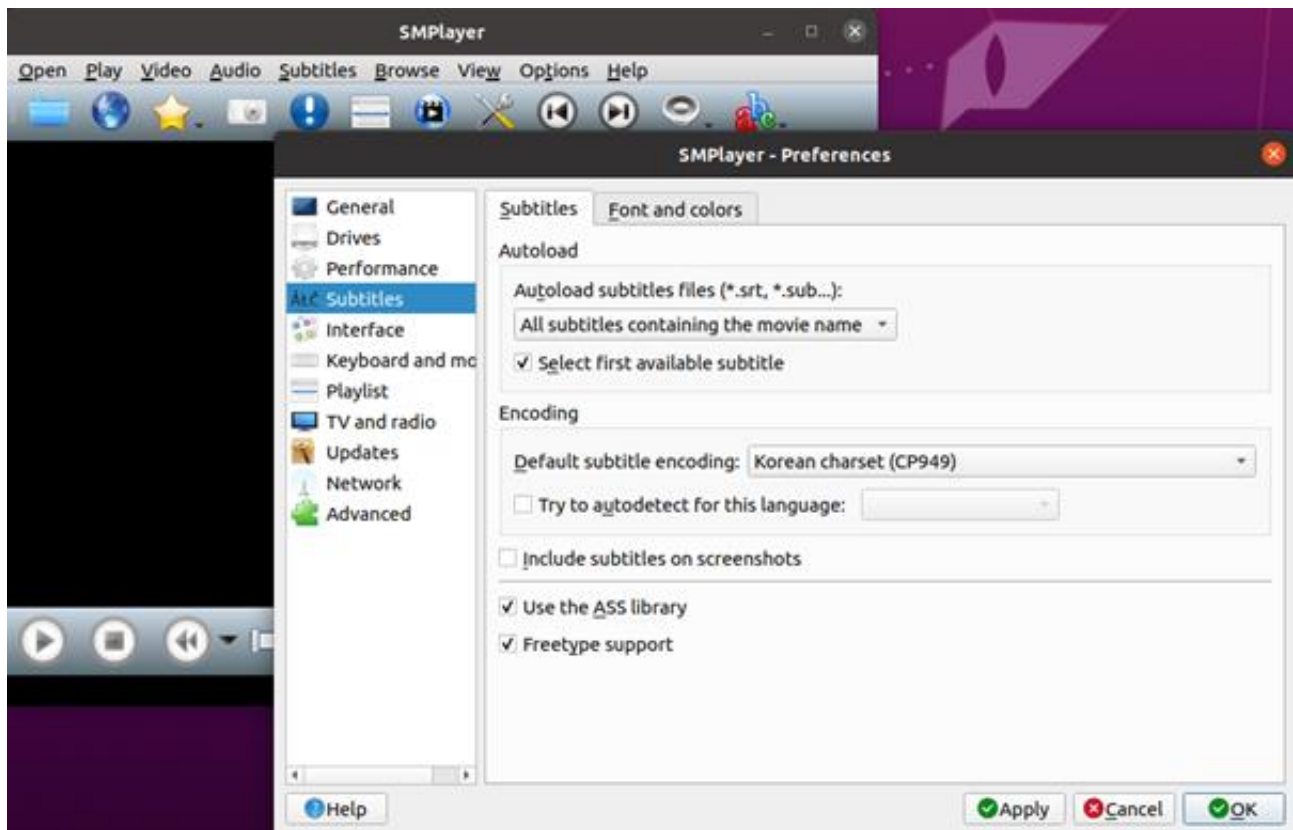 SMPlayer
Open Play Video Audio Subtitles Browse View Options Help
abc
SMPlayer - Preferences
General
Drives
Performance
Subtitles
Interface
Keyboard and mo
Playlist
TV and radio
Updates
Network
Advanced
Subtitles Font and colors
Autoload
Autoload subtitles files (*.srt, *.sub...):
All subtitles containing the movie name
Select first available subtitle
Encoding
Default subtitle encoding: Korean charset (CP949)
Try to autodetect for this language:
Include subtitles on screenshots
Use the ASS library
Freetype support
Help Apply Cancel OK